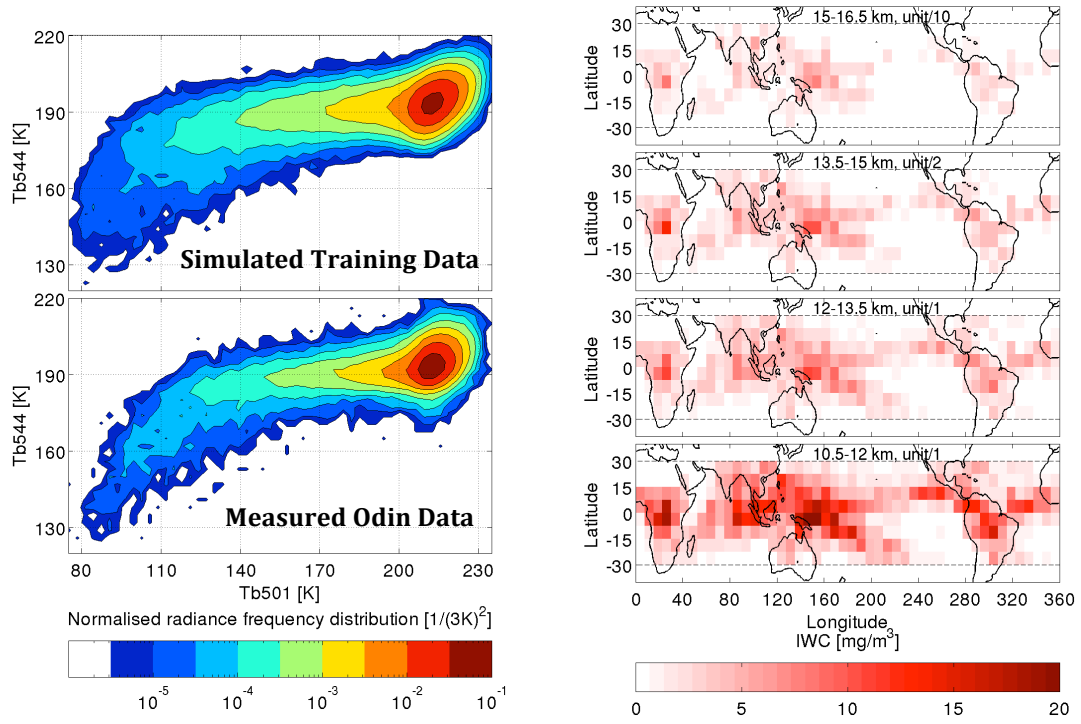 220
190
160
130
Tb544 [K]
Simulated Training Data
220
190
160
130
Tb544 [K]
Measured Odin Data
80 110 140 170 200 230
Tb501 [K]
Normalised radiance frequency distribution [1/(3K)²]
10⁻⁵ 10⁻⁴ 10⁻³ 10⁻² 10⁻¹
15-16.5 km, unit/10
30
15
0
-15
-30
Latitude
13.5-15 km, unit/2
30
15
0
-15
-30
Latitude
12-13.5 km, unit/1
30
15
0
-15
-30
Latitude
10.5-12 km, unit/1
30
15
0
-15
-30
Latitude
0 40 80 120 160 200 240 280 320 360
Longitude
IWC [mg/m³]
0 5 10 15 20